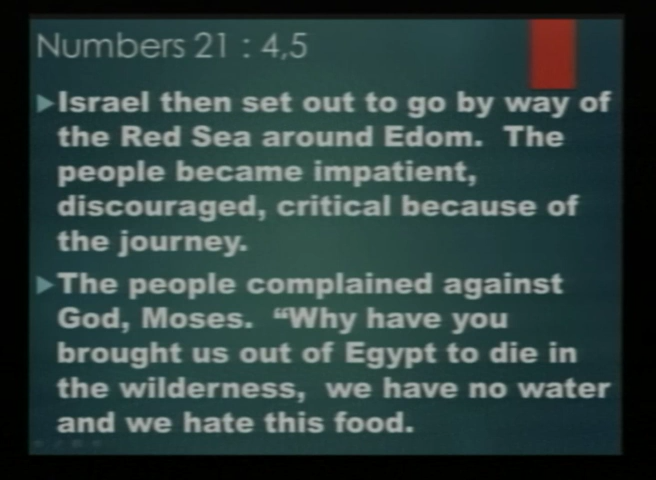 Numbers 21 : 4,5
Israel then set out to go by way of
the Red Sea around Edom. The
people became impatient,
discouraged, critical because of
the journey.
The people complained against
God, Moses. “Why have you
brought us out of Egypt to die in
the wilderness, we have no water
and we hate this food.